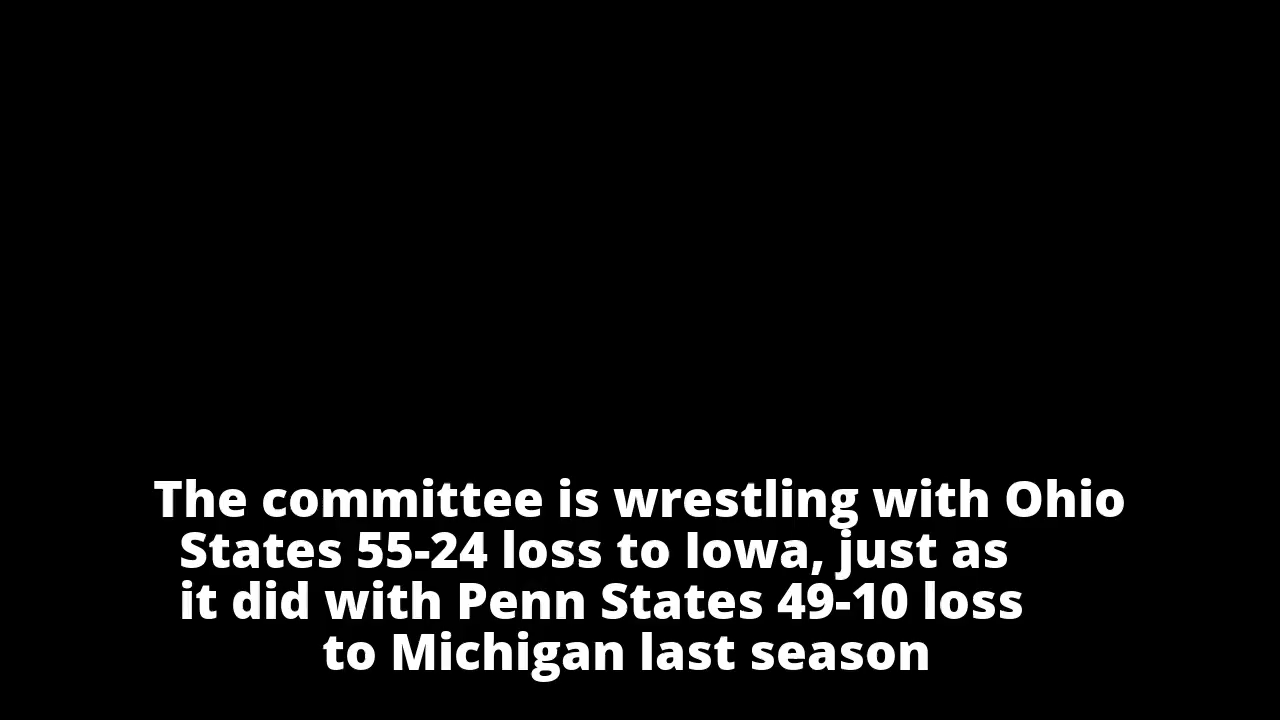 The committee is wrestling with Ohio
States 55-24 loss to Iowa, just as
it did with Penn States 49-10 loss
to Michigan last season